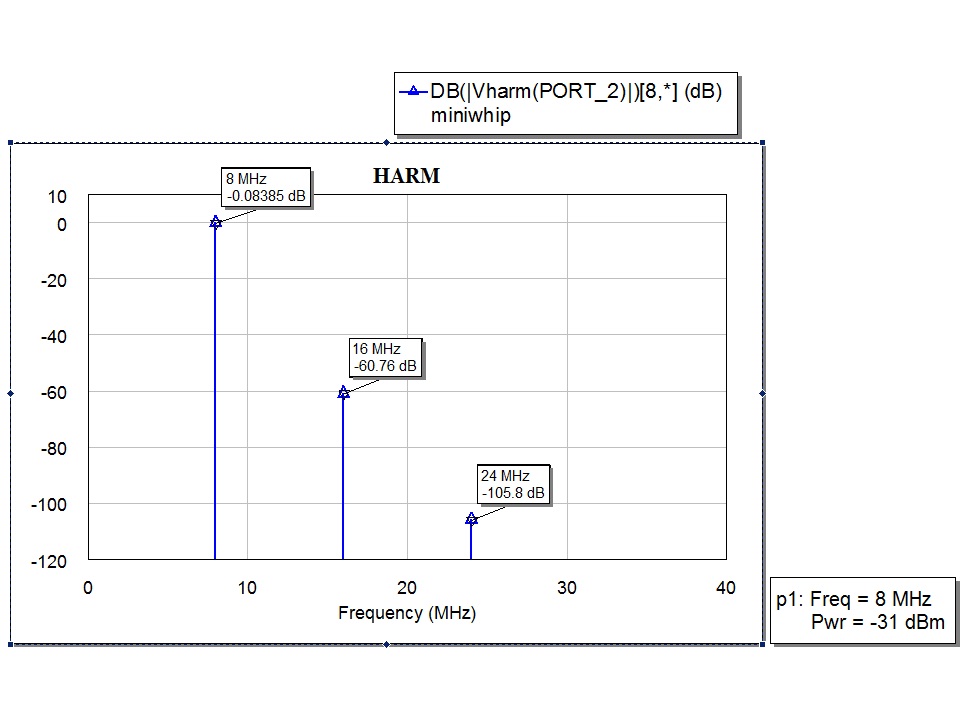 DB(|Vharm(PORT_2)|)[8,*] (dB)
miniwhip
HARM
8 MHz
-0.08385 dB
16 MHz
-60.76 dB
24 MHz
-105.8 dB
10
0
-20
-40
-60
-80
-100
-120
0 10 20 30 40
Frequency (MHz)
p1: Freq = 8 MHz
Pwr = -31 dBm